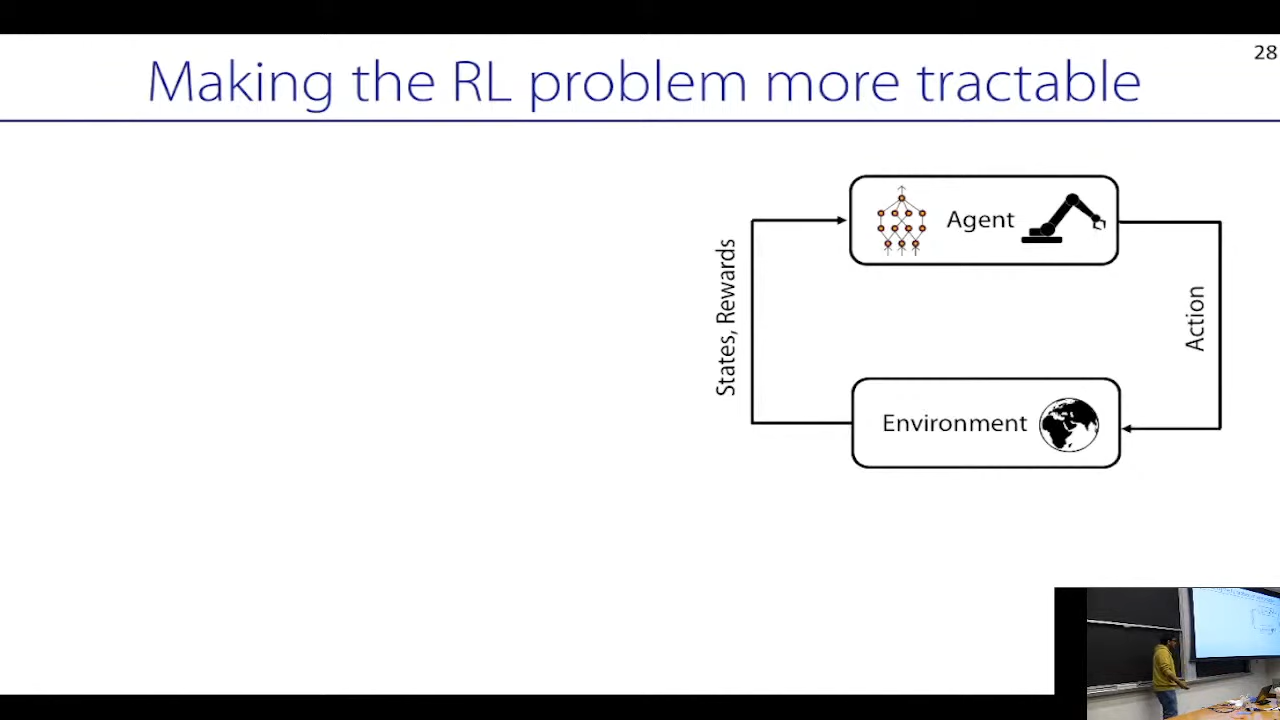 28
Making the RL problem more tractable
Agent
States, Rewards
Action
Environment